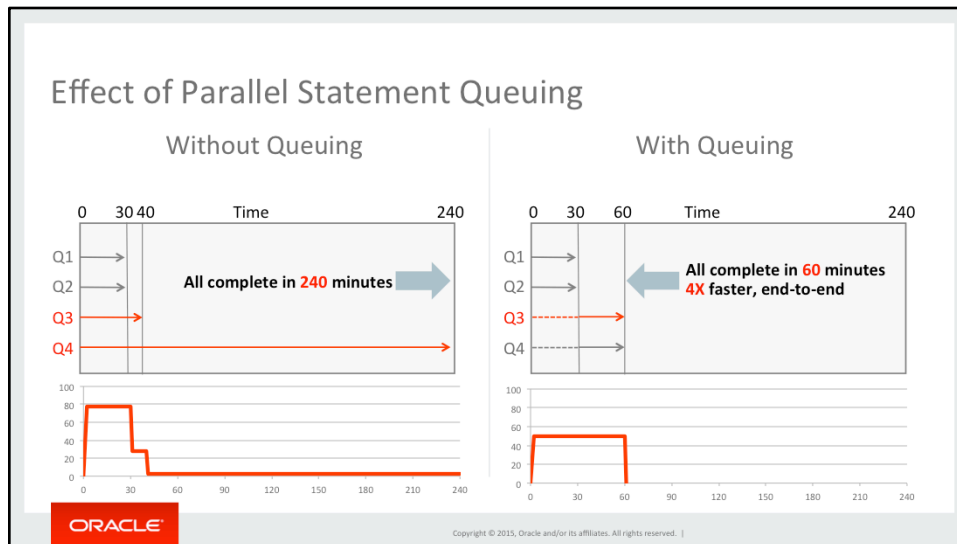 Effect of Parallel Statement Queuing
Without Queuing
0 30 40 Time 240
Q1
Q2
Q3
Q4
All complete in 240 minutes
100
80
60
40
20
0
0 30 60 90 120 150 180 210 240
With Queuing
0 30 60 Time 240
Q1
Q2
Q3
Q4
All complete in 60 minutes
4X faster, end-to-end
100
80
60
40
20
0
0 30 60 90 120 150 180 210 240
ORACLE
Copyright © 2015, Oracle and/or its affiliates. All rights reserved. |